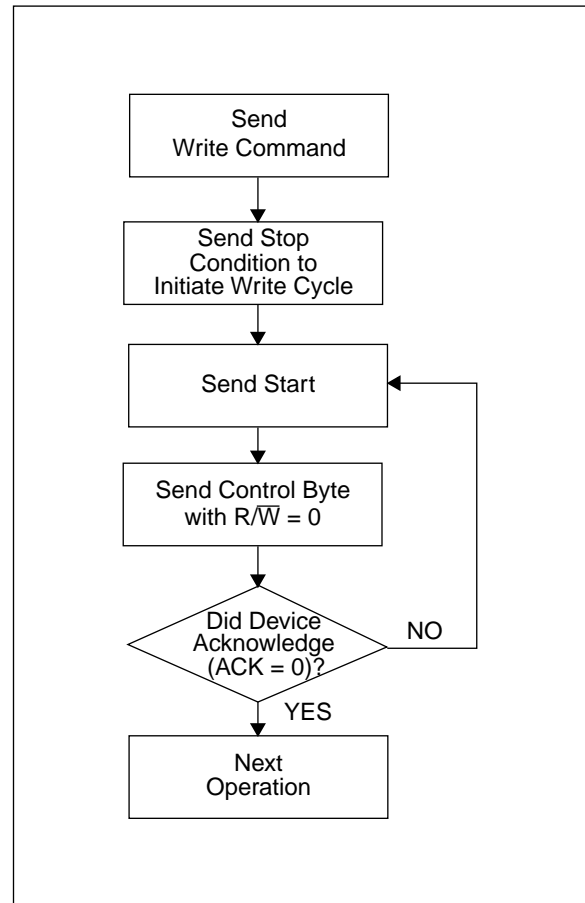 Send
Write Command
Send Stop
Condition to
Initiate Write Cycle
Send Start
Send Control Byte
with R/W̅ = 0
Did Device
Acknowledge
(ACK = 0)?
NO
YES
Next
Operation